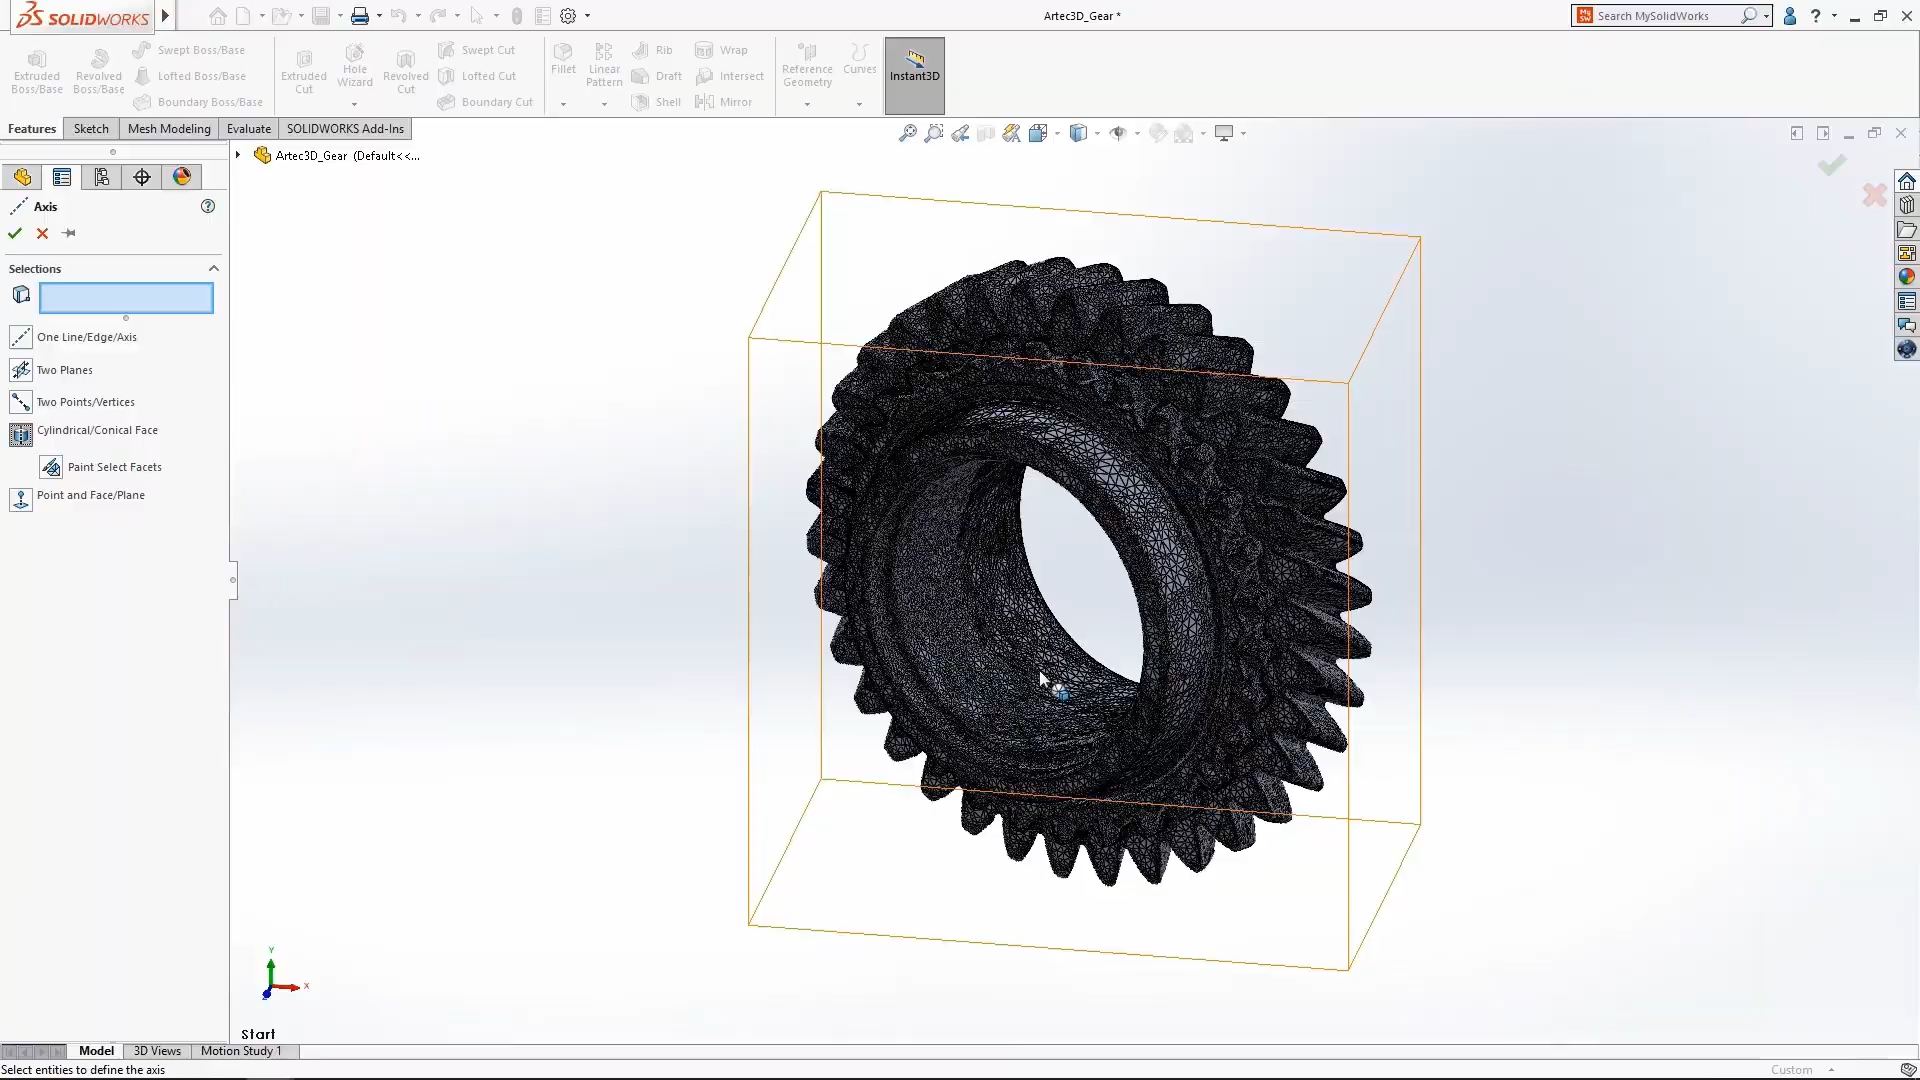 SOLIDWORKS
Artec3D_Gear *
Search MySolidWorks
?
Extruded Boss/Base
Revolved Boss/Base
Swept Boss/Base
Lofted Boss/Base
Boundary Boss/Base
Extruded Cut
Hole Wizard
Revolved Cut
Swept Cut
Lofted Cut
Boundary Cut
Fillet
Linear Pattern
Rib
Draft
Shell
Wrap
Intersect
Mirror
Reference Geometry
Curves
Instant3D
Features
Sketch
Mesh Modeling
Evaluate
SOLIDWORKS Add-Ins
Artec3D_Gear (Default<<...
Axis
?
Selections
One Line/Edge/Axis
Two Planes
Two Points/Vertices
Cylindrical/Conical Face
Paint Select Facets
Point and Face/Plane
Y
X
Z
Start
Model
3D Views
Motion Study 1
Select entities to define the axis
Custom